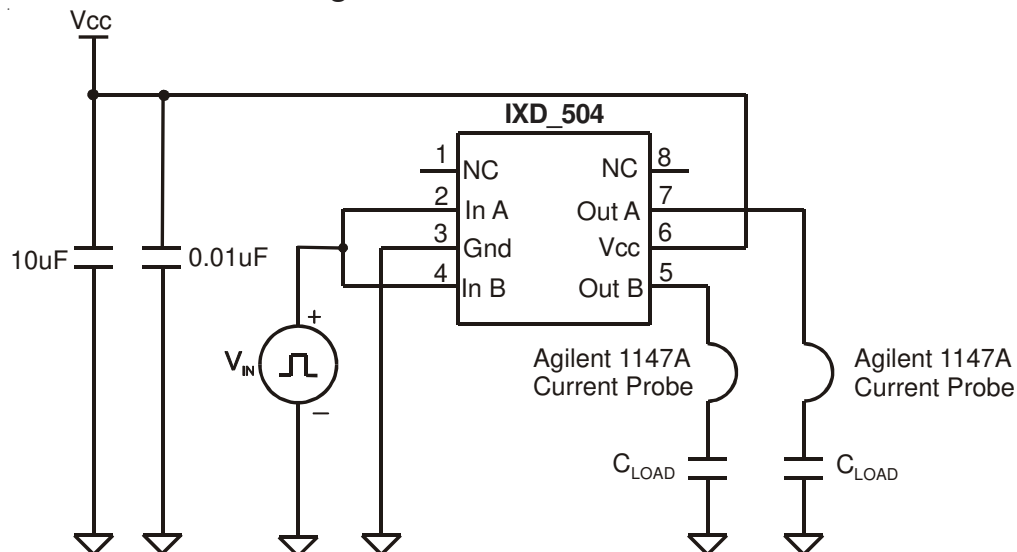 Vcc
IXD_504
1
NC
NC
8
2
In A
Out A
7
3
Gnd
Vcc
6
4
In B
Out B
5
10uF
0.01uF
+
VIN
–
Agilent 1147A
Current Probe
Agilent 1147A
Current Probe
CLOAD
CLOAD